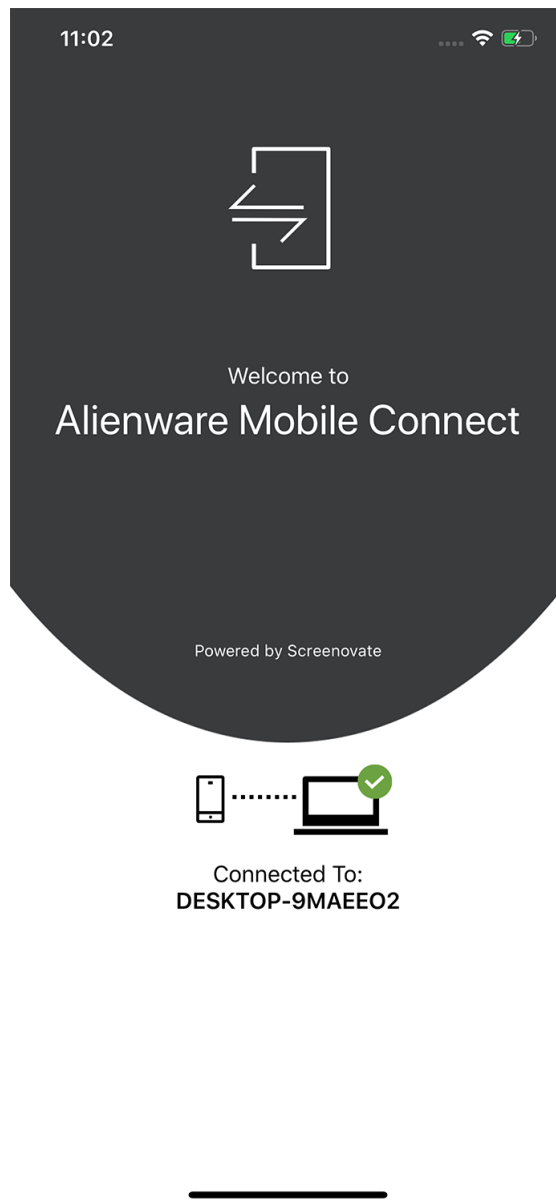 11:02
Welcome to
Alienware Mobile Connect
Powered by Screenovate
Connected To:
DESKTOP-9MAEEO2